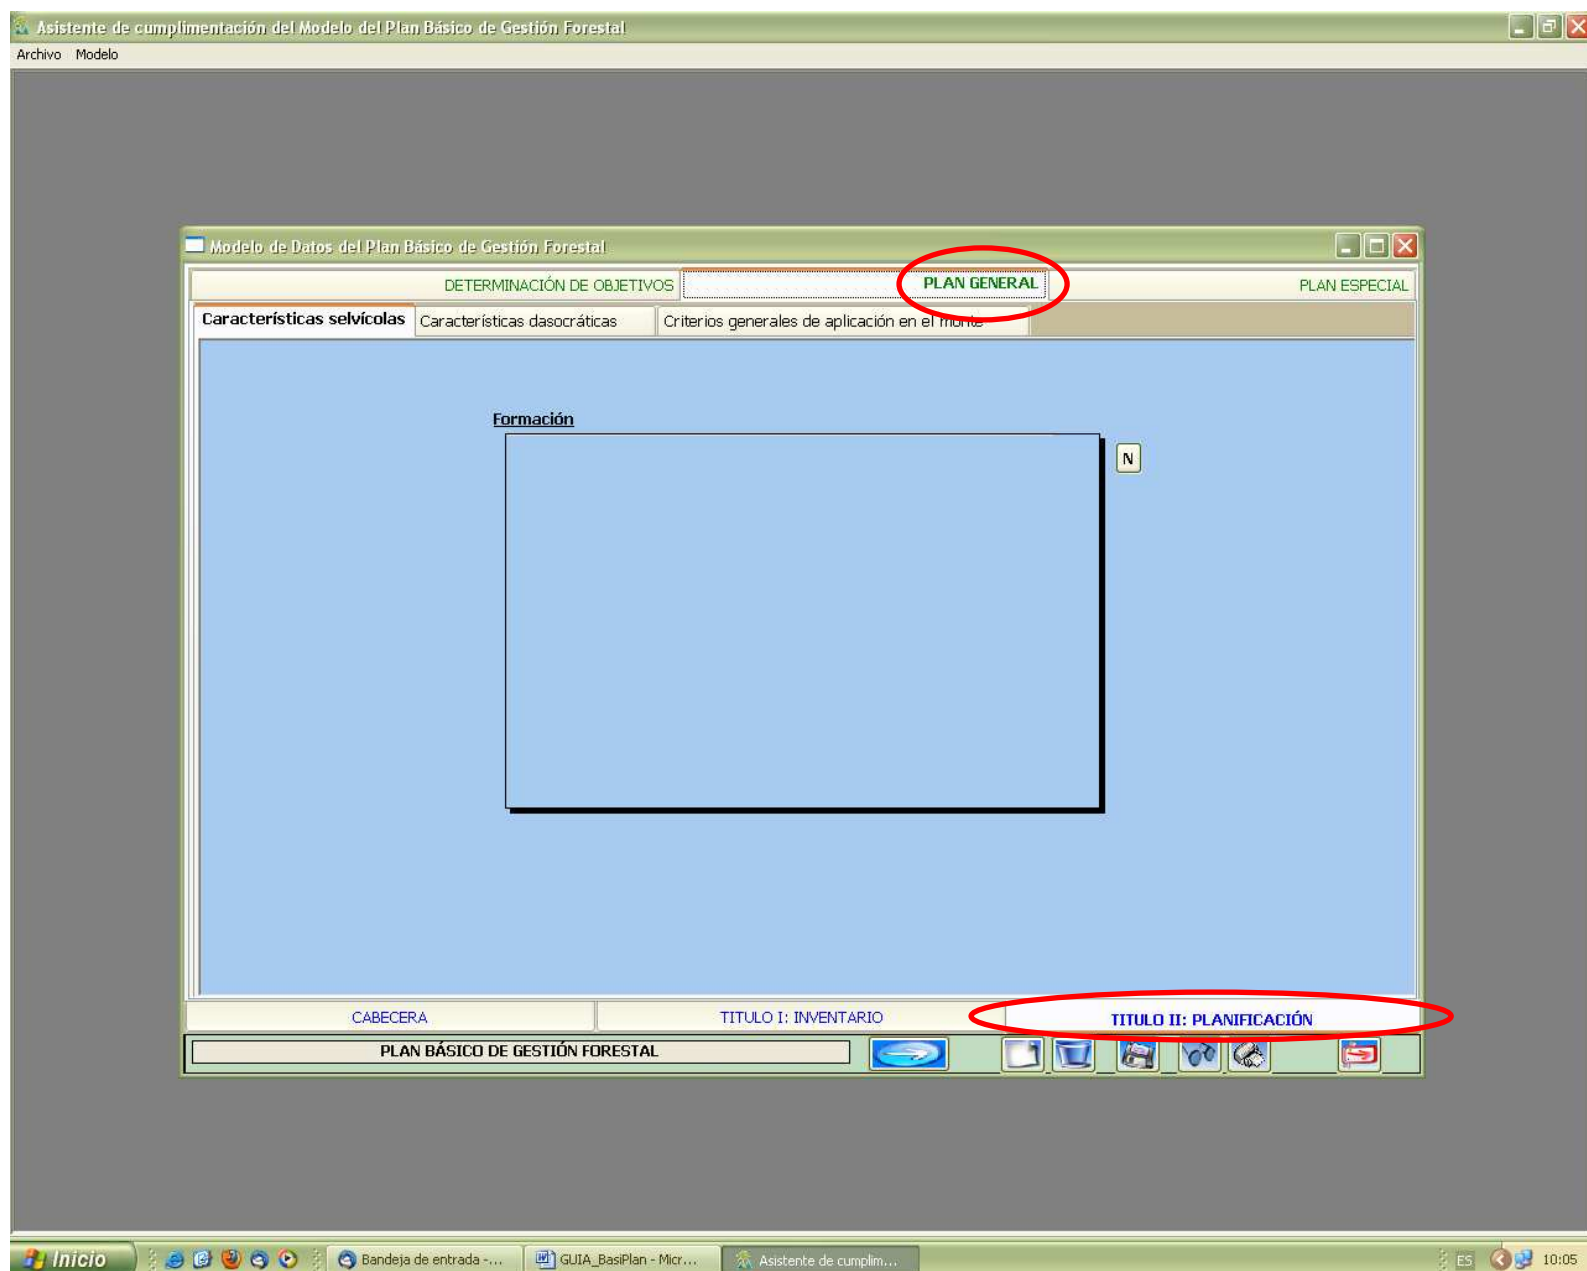 Asistente de cumplimentación del Modelo del Plan Básico de Gestión Forestal
Archivo Modelo
Modelo de Datos del Plan Básico de Gestión Forestal
DETERMINACIÓN DE OBJETIVOS PLAN GENERAL PLAN ESPECIAL
Características selvícolas Características dasocráticas Criterios generales de aplicación en el monte
Formación
N
CABECERA TITULO I: INVENTARIO TITULO II: PLANIFICACIÓN
PLAN BÁSICO DE GESTIÓN FORESTAL
Inicio Bandeja de entrada -... GUIA_BasiPlan - Micr... Asistente de cumplim... ES 10:05